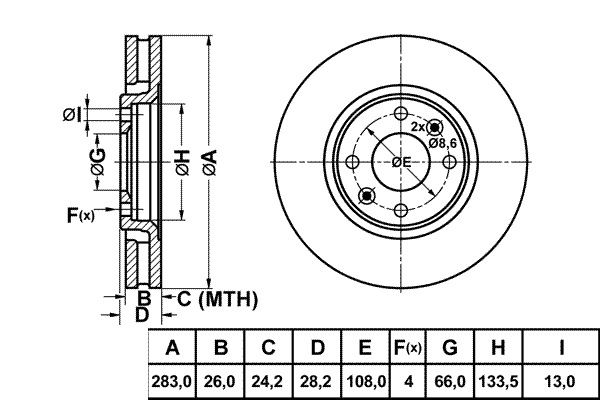 ØI
ØG
ØH
ØA
F(x)
B
C (MTH)
D
2x
Ø8,6
ØE
A B C D E F(x) G H I
283,0 26,0 24,2 28,2 108,0 4 66,0 133,5 13,0